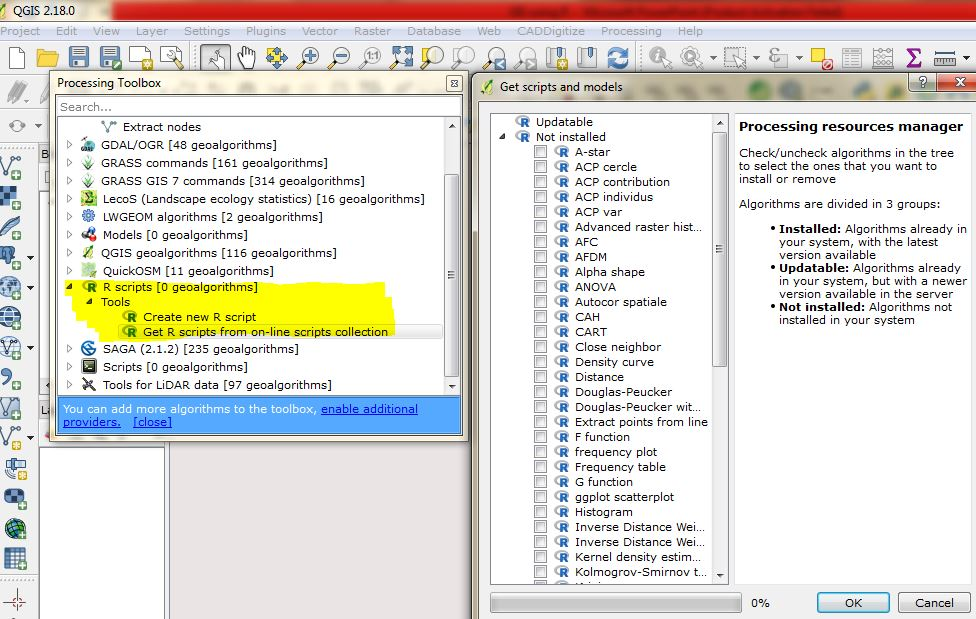 QGIS 2.18.0
Project Edit View Layer Settings Plugins Vector Raster Database Web CADDigitize Processing Help
Processing Toolbox
Search...
Extract nodes
GDAL/OGR [48 geoalgorithms]
GRASS commands [161 geoalgorithms]
GRASS GIS 7 commands [314 geoalgorithms]
LecoS (Landscape ecology statistics) [16 geoalgorithms]
LWGEOM algorithms [2 geoalgorithms]
Models [0 geoalgorithms]
QGIS geoalgorithms [116 geoalgorithms]
QuickOSM [11 geoalgorithms]
R scripts [0 geoalgorithms]
Tools
Create new R script
Get R scripts from on-line scripts collection
SAGA (2.1.2) [235 geoalgorithms]
Scripts [0 geoalgorithms]
Tools for LiDAR data [97 geoalgorithms]
You can add more algorithms to the toolbox, enable additional
providers. [close]
Get scripts and models
Updatable
Not installed
A-star
ACP cercle
ACP contribution
ACP individus
ACP var
Advanced raster hist...
AFC
AFDM
Alpha shape
ANOVA
Autocor spatiale
CAH
CART
Close neighbor
Density curve
Distance
Douglas-Peucker
Douglas-Peucker wit...
Extract points from line
F function
frequency plot
Frequency table
G function
ggplot scatterplot
Histogram
Inverse Distance Wei...
Inverse Distance Wei...
Kernel density estim...
Kolmogrov-Smirnov t...
Processing resources manager
Check/uncheck algorithms in the tree
to select the ones that you want to
install or remove
Algorithms are divided in 3 groups:
• Installed: Algorithms already in
your system, with the latest
version available
• Updatable: Algorithms already
in your system, but with a newer
version available in the server
• Not installed: Algorithms not
installed in your system
0%
OK
Cancel